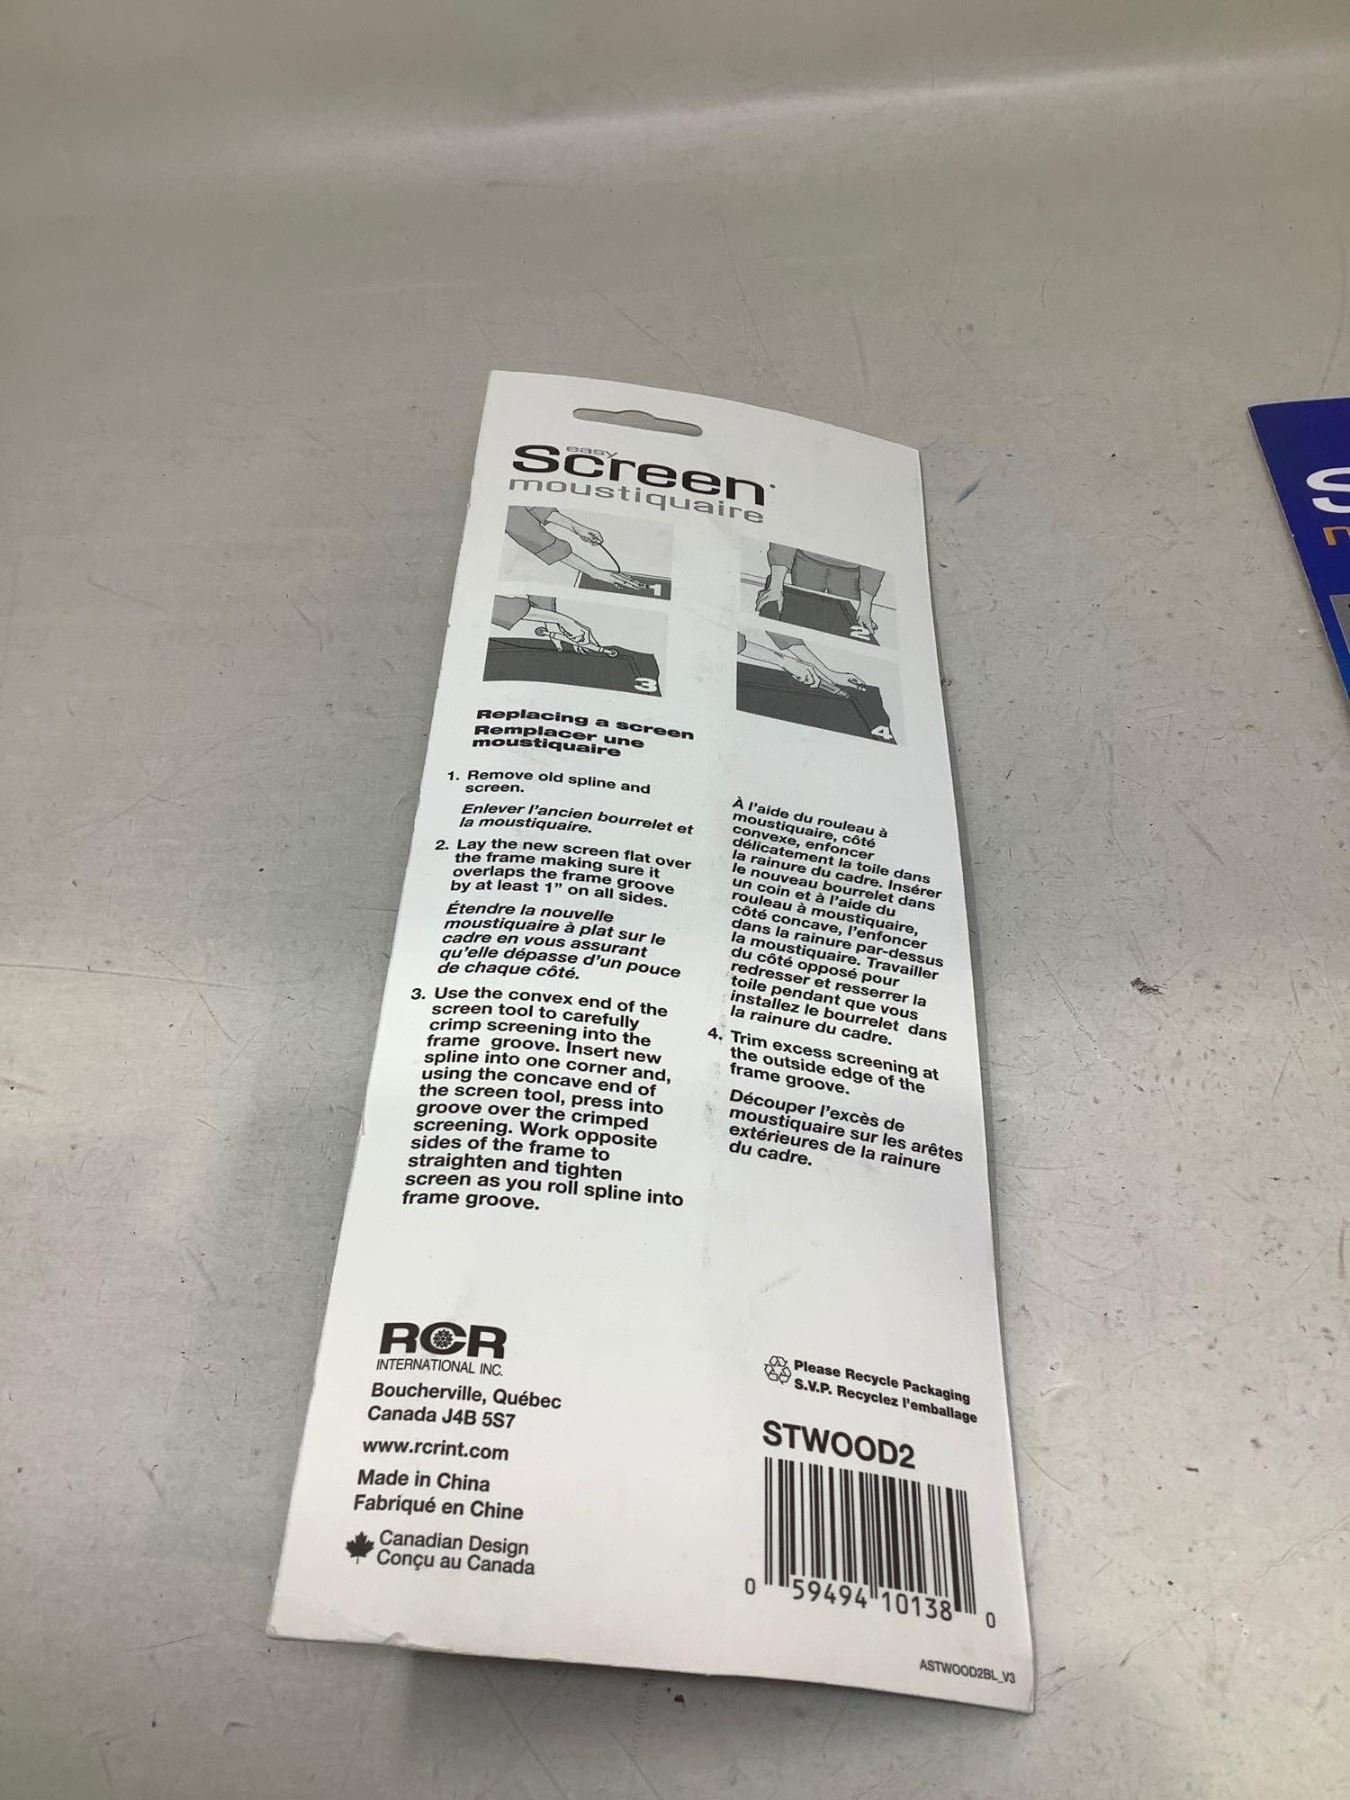 easy
Screen
moustiquaire
1
2
3
4
Replacing a screen
Remplacer une
moustiquaire
1. Remove old spline and
screen.
Enlever l'ancien bourrelet et
la moustiquaire.
2. Lay the new screen flat over
the frame making sure it
overlaps the frame groove
by at least 1" on all sides.
Étendre la nouvelle
moustiquaire à plat sur le
cadre en vous assurant
qu'elle dépasse d'un pouce
de chaque côté.
3. Use the convex end of the
screen tool to carefully
crimp screening into the
frame groove. Insert new
spline into one corner and,
using the concave end of
the screen tool, press into
groove over the crimped
screening. Work opposite
sides of the frame to
straighten and tighten
screen as you roll spline into
frame groove.
À l'aide du rouleau à
moustiquaire, côté
convexe, enfoncer
délicatement la toile dans
la rainure du cadre. Insérer
le nouveau bourrelet dans
un coin et à l'aide du
rouleau à moustiquaire,
côté concave, l'enfoncer
dans la rainure par-dessus
la moustiquaire. Travailler
du côté opposé pour
redresser et resserrer la
toile pendant que vous
installez le bourrelet dans
la rainure du cadre.
4. Trim excess screening at
the outside edge of the
frame groove.
Découper l'excès de
moustiquaire sur les arêtes
extérieures de la rainure
du cadre.
RCR
INTERNATIONAL INC.
Boucherville, Québec
Canada J4B 5S7
www.rcrint.com
Made in China
Fabriqué en Chine
Canadian Design
Conçu au Canada
Please Recycle Packaging
S.V.P. Recyclez l'emballage
STWOOD2
0 59494 10138 0
ASTWOOD2BL_V3